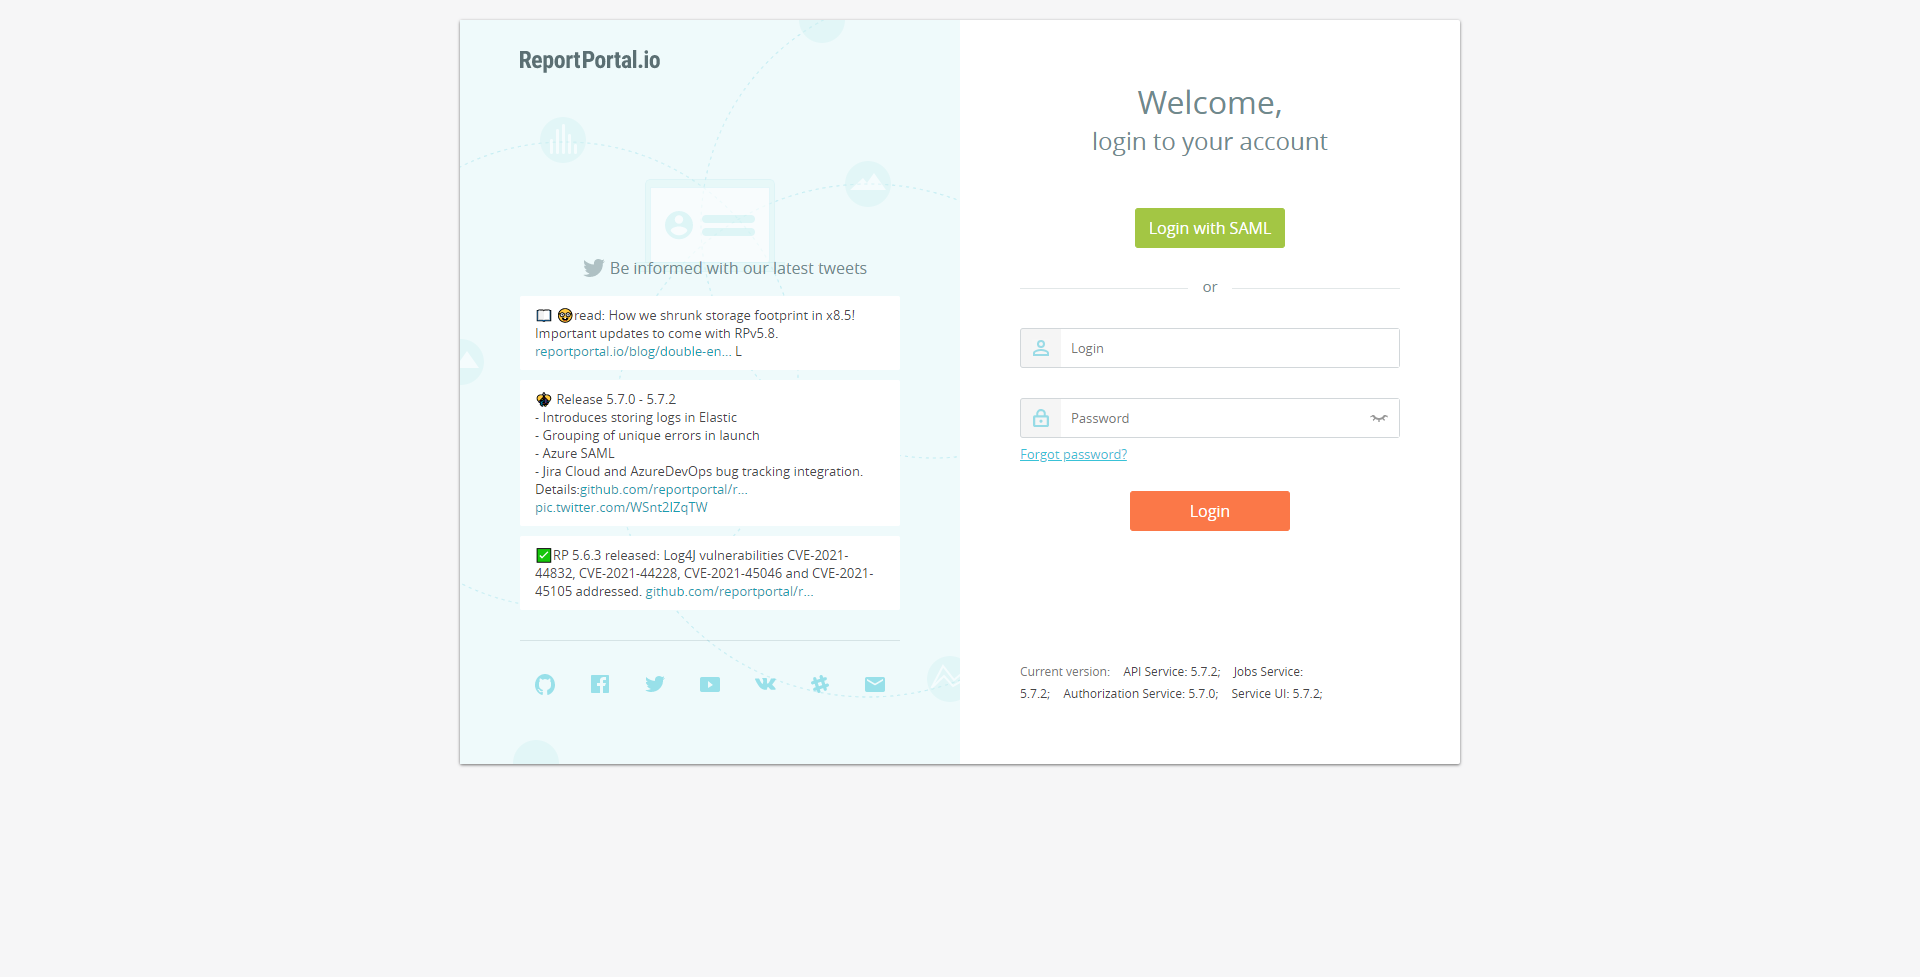 ReportPortal.io
Be informed with our latest tweets
read: How we shrunk storage footprint in x8.5!
Important updates to come with RPv5.8.
reportportal.io/blog/double-en... L
Release 5.7.0 - 5.7.2
- Introduces storing logs in Elastic
- Grouping of unique errors in launch
- Azure SAML
- Jira Cloud and AzureDevOps bug tracking integration.
Details:github.com/reportportal/r...
pic.twitter.com/WSnt2IZqTW
RP 5.6.3 released: Log4J vulnerabilities CVE-2021-
44832, CVE-2021-44228, CVE-2021-45046 and CVE-2021-
45105 addressed. github.com/reportportal/r...
Welcome,
login to your account
Login with SAML
or
Login
Password
Forgot password?
Login
Current version: API Service: 5.7.2; Jobs Service:
5.7.2; Authorization Service: 5.7.0; Service UI: 5.7.2;